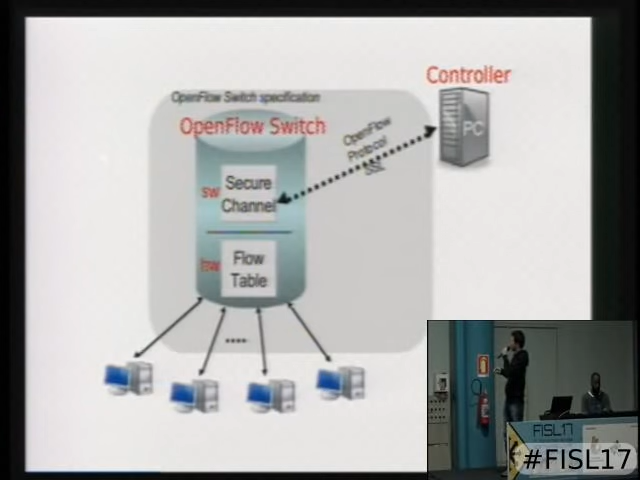 Controller
OpenFlow Switch specification
OpenFlow Switch
PC
OpenFlow
Protocol
SSL
sw
Secure
Channel
hw
Flow
Table
FISL17
#FISL17